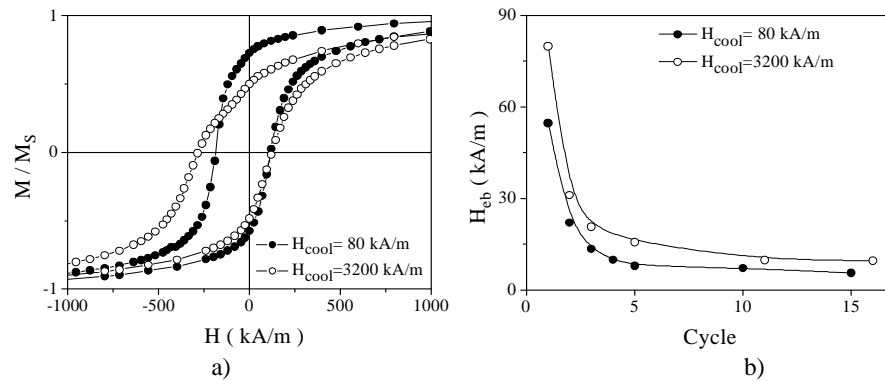 1
0
-1
M / M_S
-1000
-500
0
500
1000
H ( kA/m )
H_cool= 80 kA/m
H_cool=3200 kA/m
a)
90
60
30
0
H_eb ( kA/m )
0
5
10
15
Cycle
H_cool= 80 kA/m
H_cool=3200 kA/m
b)